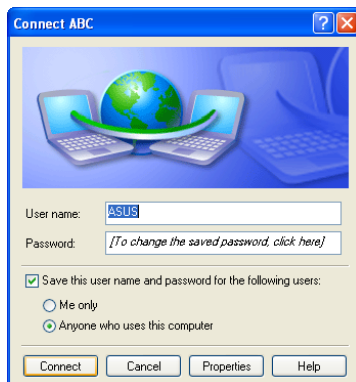 Connect ABC
User name:
ASUS
Password:
[To change the saved password, click here]
Save this user name and password for the following users:
Me only
Anyone who uses this computer
Connect Cancel Properties Help